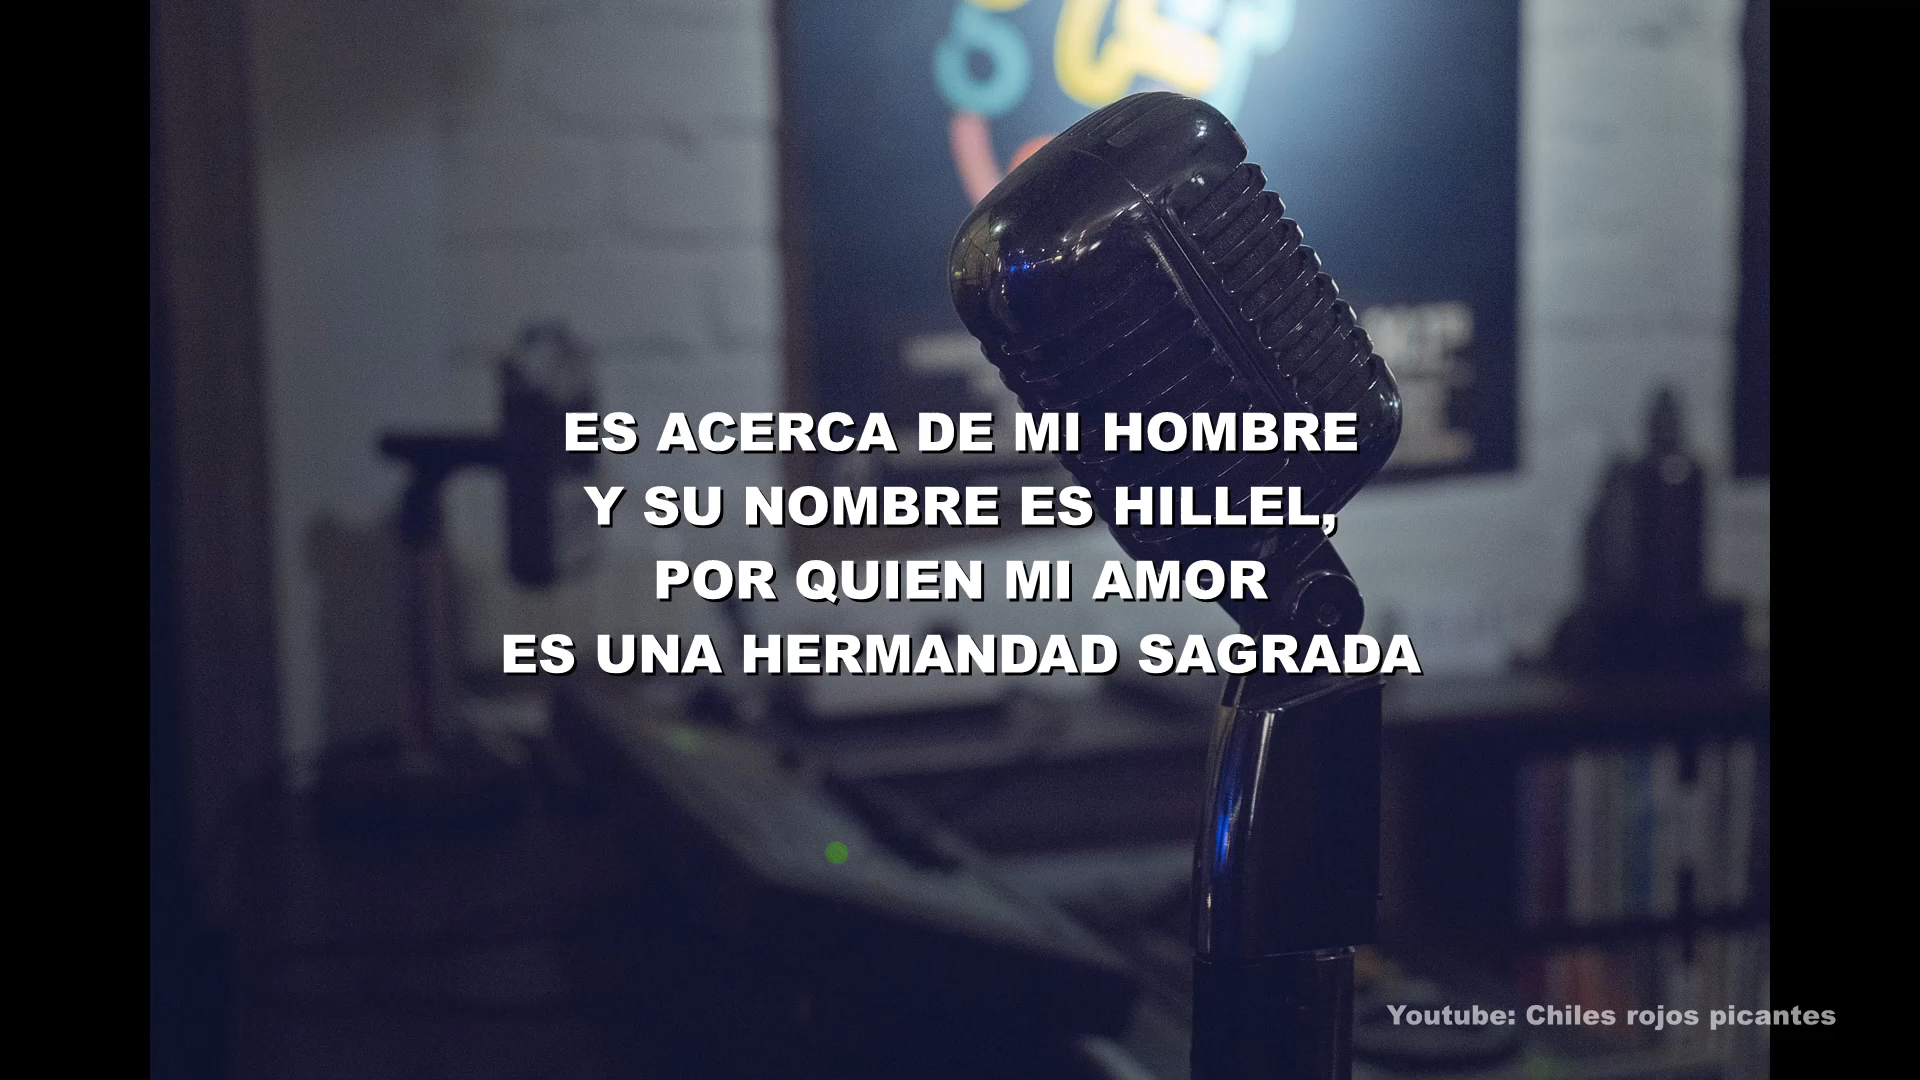 ES ACERCA DE MI HOMBRE
Y SU NOMBRE ES HILLEL,
POR QUIEN MI AMOR
ES UNA HERMANDAD SAGRADA
Youtube: Chiles rojos picantes